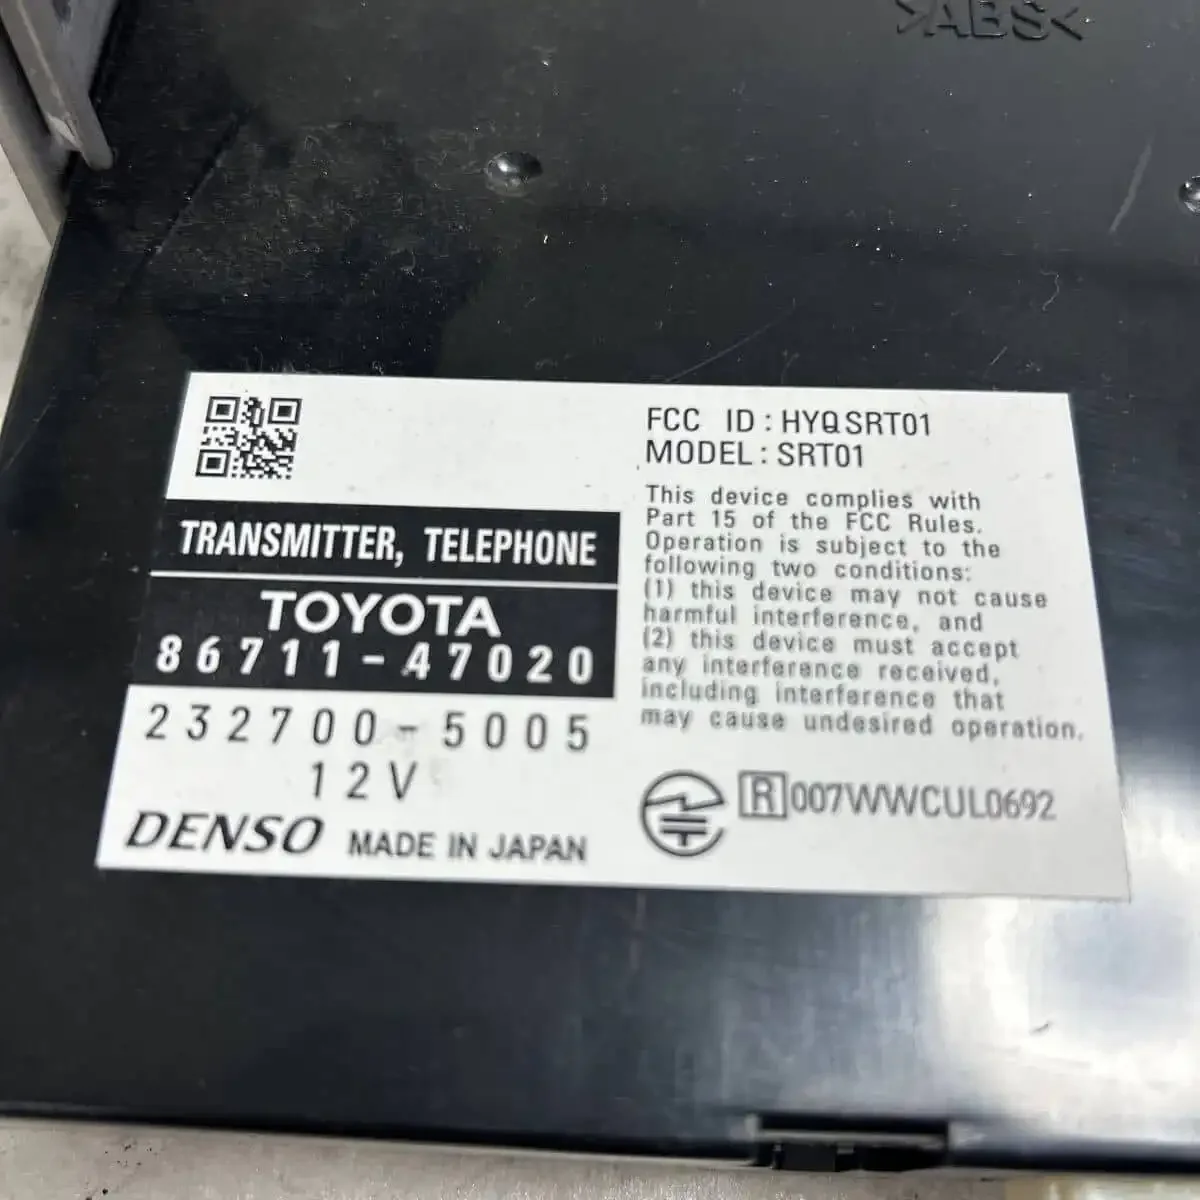 >ABS<
FCC ID : HYQSRT01
MODEL : SRT01
This device complies with
Part 15 of the FCC Rules.
Operation is subject to the
following two conditions:
(1) this device may not cause
harmful interference, and
(2) this device must accept
any interference received,
including interference that
may cause undesired operation.
TRANSMITTER, TELEPHONE
TOYOTA
86711-47020
232700-5005
12V
DENSO MADE IN JAPAN
R 007WWCUL0692